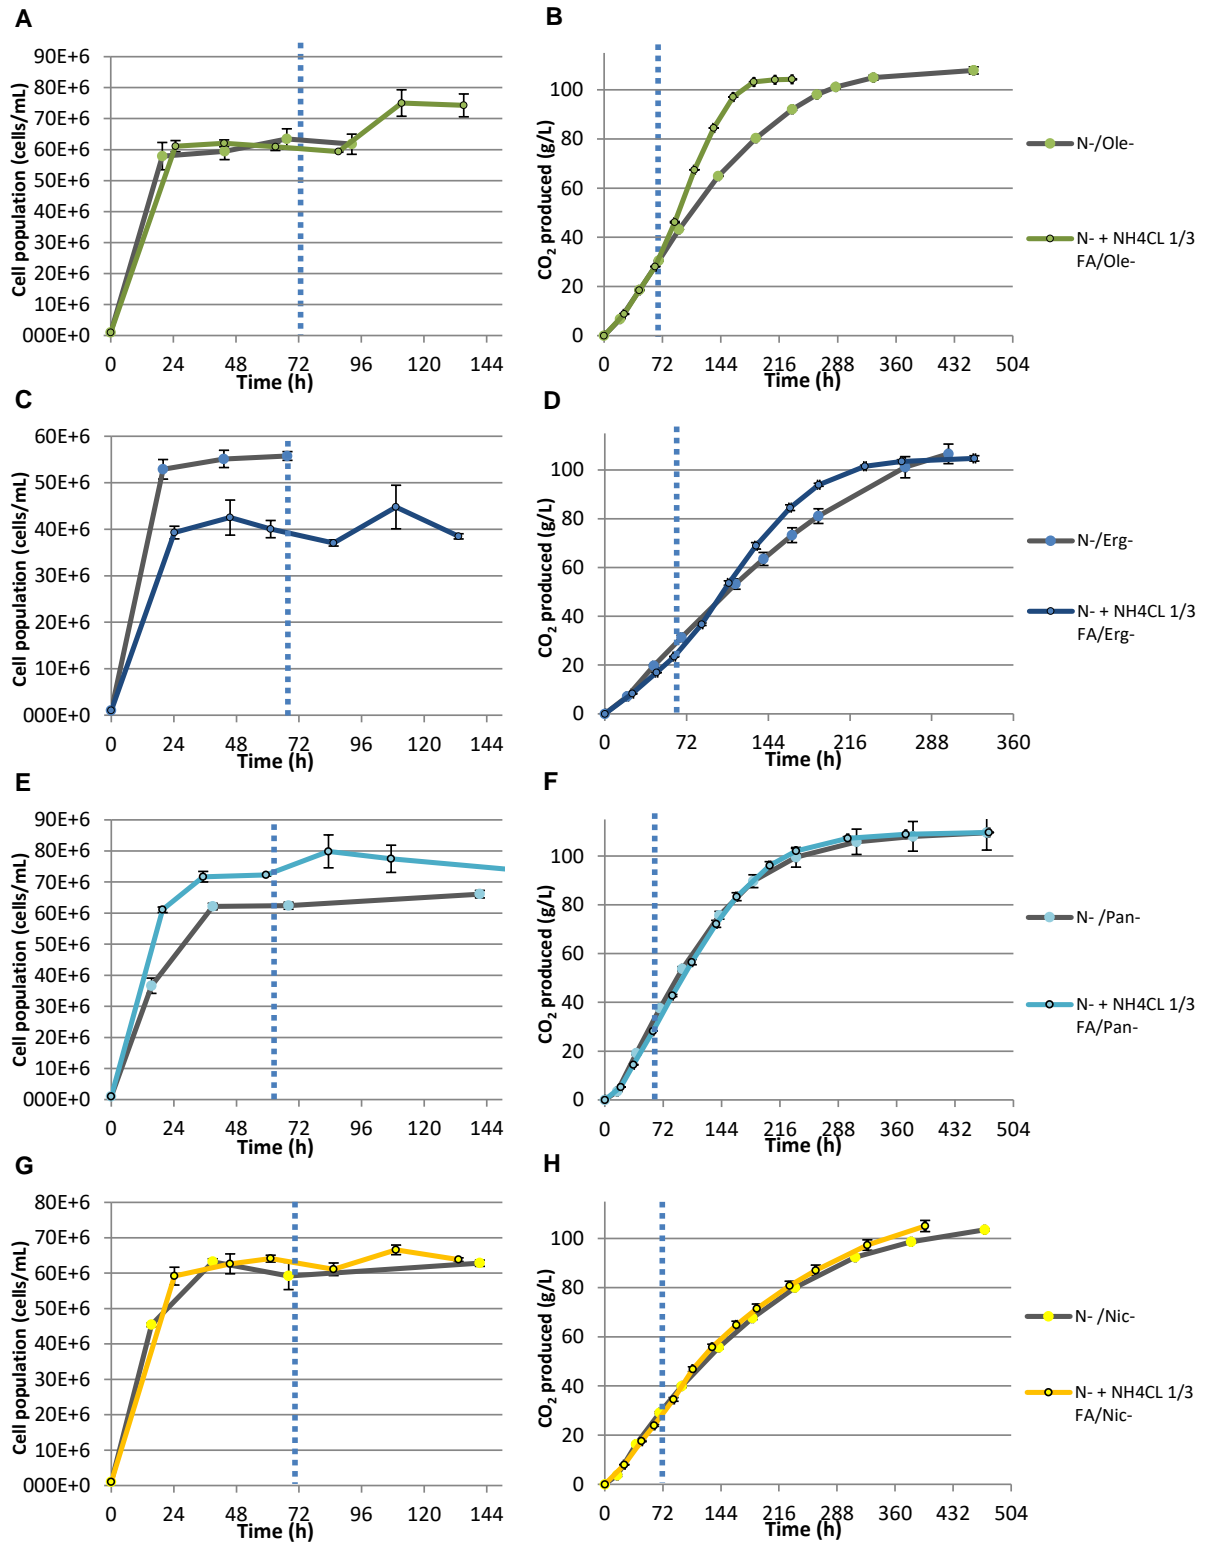 A
Cell population (cells/mL)
90E+6
80E+6
70E+6
60E+6
50E+6
40E+6
30E+6
20E+6
10E+6
000E+0
0 24 48 72 96 120 144
Time (h)
B
CO2 produced (g/L)
100
80
60
40
20
0
0 72 144 216 288 360 432 504
Time (h)
N-/Ole-
N- + NH4CL 1/3
FA/Ole-
C
Cell population (cells/mL)
60E+6
50E+6
40E+6
30E+6
20E+6
10E+6
000E+0
0 24 48 72 96 120 144
Time (h)
D
CO2 produced (g/L)
100
80
60
40
20
0
0 72 144 216 288 360
Time (h)
N-/Erg-
N- + NH4CL 1/3
FA/Erg-
E
Cell population (cells/mL)
90E+6
80E+6
70E+6
60E+6
50E+6
40E+6
30E+6
20E+6
10E+6
000E+0
0 24 48 72 96 120 144
Time (h)
F
CO2 produced (g/L)
100
80
60
40
20
0
0 72 144 216 288 360 432 504
Time (h)
N- /Pan-
N- + NH4CL 1/3
FA/Pan-
G
Cell population (cells/mL)
80E+6
70E+6
60E+6
50E+6
40E+6
30E+6
20E+6
10E+6
000E+0
0 24 48 72 96 120 144
Time (h)
H
CO2 produced (g/L)
100
80
60
40
20
0
0 72 144 216 288 360 432 504
Time (h)
N- /Nic-
N- + NH4CL 1/3
FA/Nic-